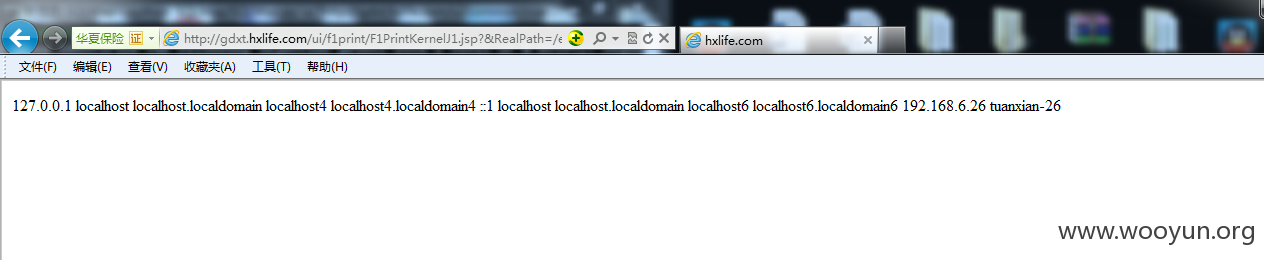 华夏保险 证 http://gdxt.hxlife.com/ui/f1print/F1PrintKernelJ1.jsp?&RealPath=/e hxlife.com
文件(F) 编辑(E) 查看(V) 收藏夹(A) 工具(T) 帮助(H)
127.0.0.1 localhost localhost.localdomain localhost4 localhost4.localdomain4 ::1 localhost localhost.localdomain localhost6 localhost6.localdomain6 192.168.6.26 tuanxian-26
www.wooyun.org